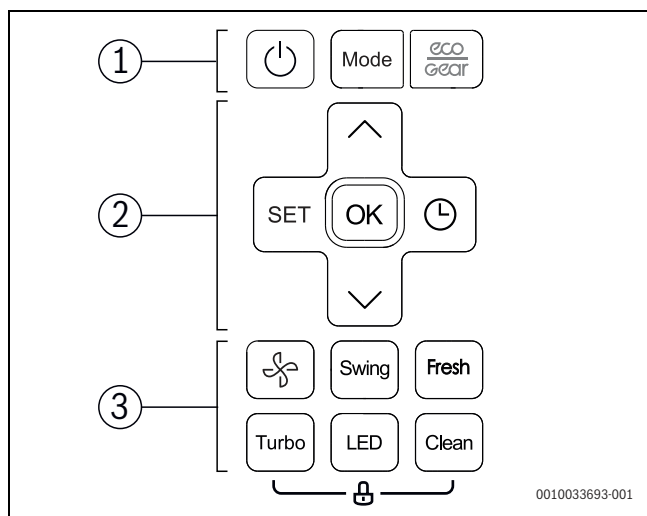 1
Mode
eco
Gear
2
SET
OK
3
Swing
Fresh
Turbo
LED
Clean
0010033693-001